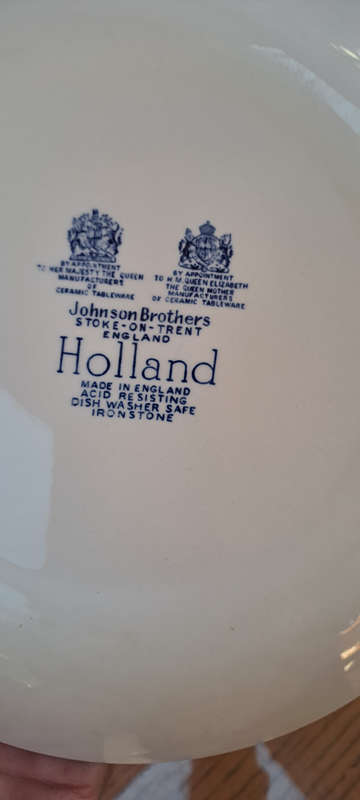 BY APPOINTMENT
TO HER MAJESTY THE QUEEN
MANUFACTURERS
OF
CERAMIC TABLEWARE
BY APPOINTMENT
TO H.M. QUEEN ELIZABETH
THE QUEEN MOTHER
MANUFACTURERS
OF CERAMIC TABLEWARE
Johnson Brothers
STOKE-ON-TRENT
ENGLAND
Holland
MADE IN ENGLAND
ACID RESISTING
DISH WASHER SAFE
IRONSTONE